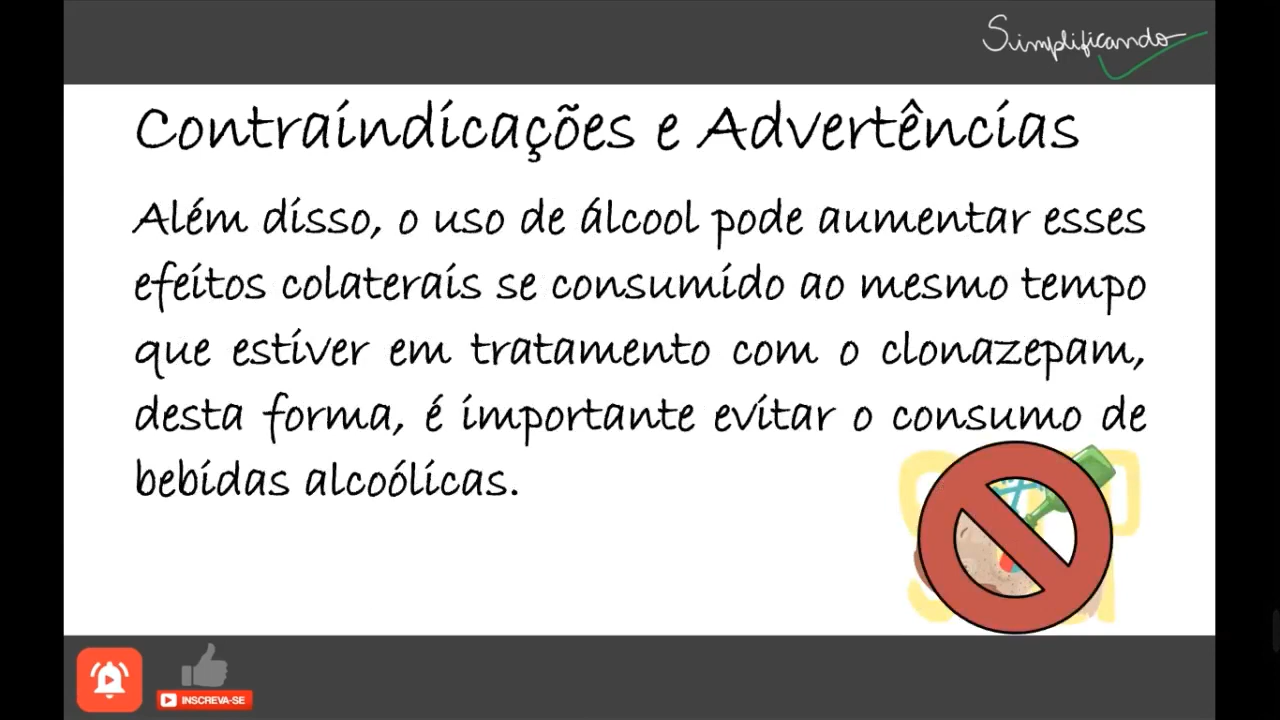 Simplificando
Contraindicações e Advertências
Além disso, o uso de álcool pode aumentar esses
efeitos colaterais se consumido ao mesmo tempo
que estiver em tratamento com o clonazepam,
desta forma, é importante evitar o consumo de
bebidas alcoólicas.
INSCREVA-SE